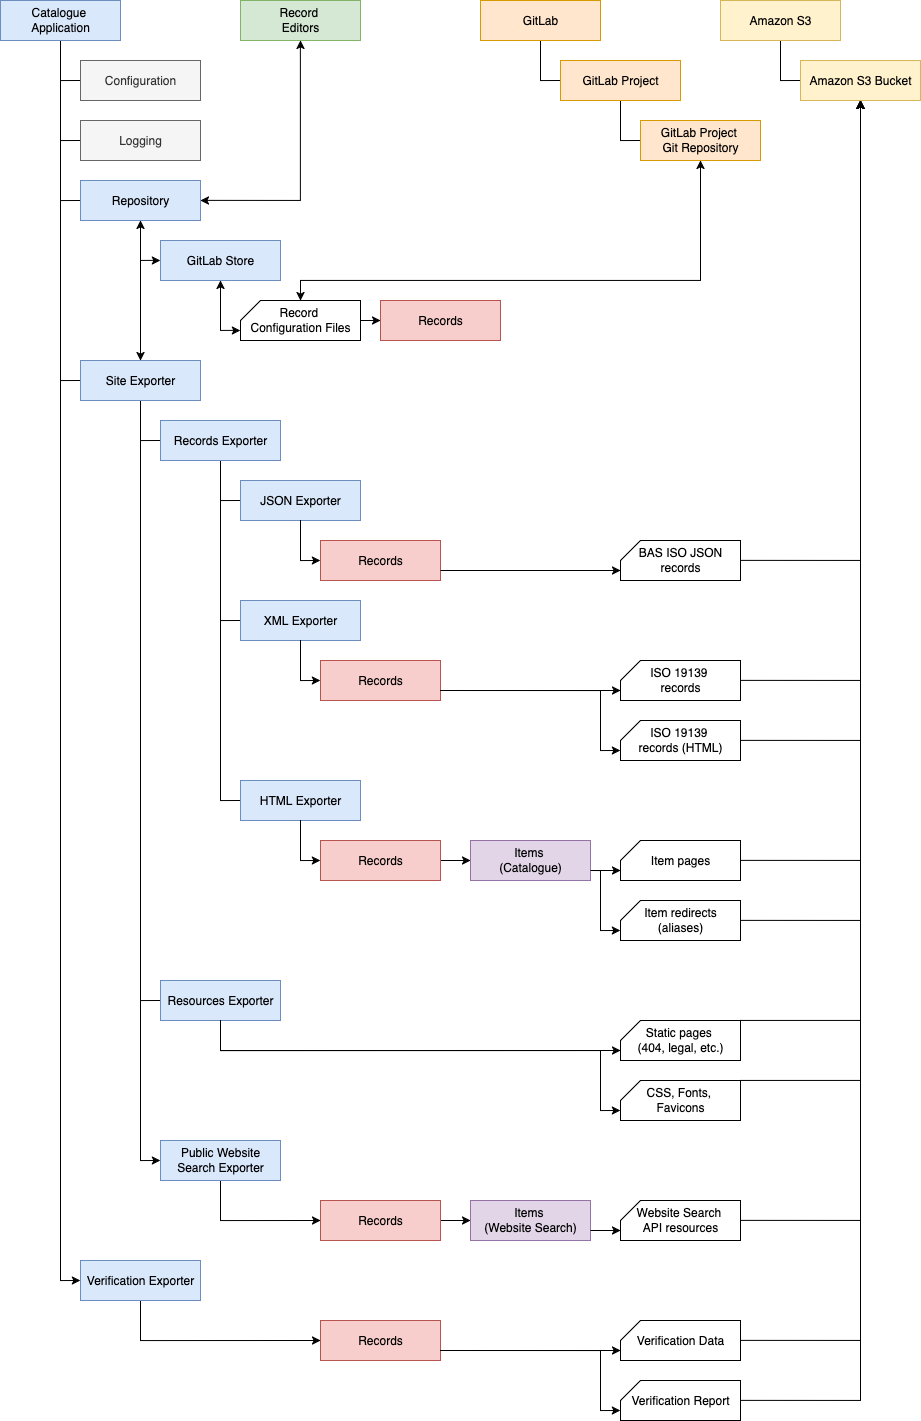 Catalogue
Application
Record
Editors
GitLab
Amazon S3
Configuration
GitLab Project
Amazon S3 Bucket
Logging
GitLab Project
Git Repository
Repository
GitLab Store
Record
Configuration Files
Records
Site Exporter
Records Exporter
JSON Exporter
Records
BAS ISO JSON
records
XML Exporter
Records
ISO 19139
records
ISO 19139
records (HTML)
HTML Exporter
Records
Items
(Catalogue)
Item pages
Item redirects
(aliases)
Resources Exporter
Static pages
(404, legal, etc.)
CSS, Fonts,
Favicons
Public Website
Search Exporter
Records
Items
(Website Search)
Website Search
API resources
Verification Exporter
Records
Verification Data
Verification Report